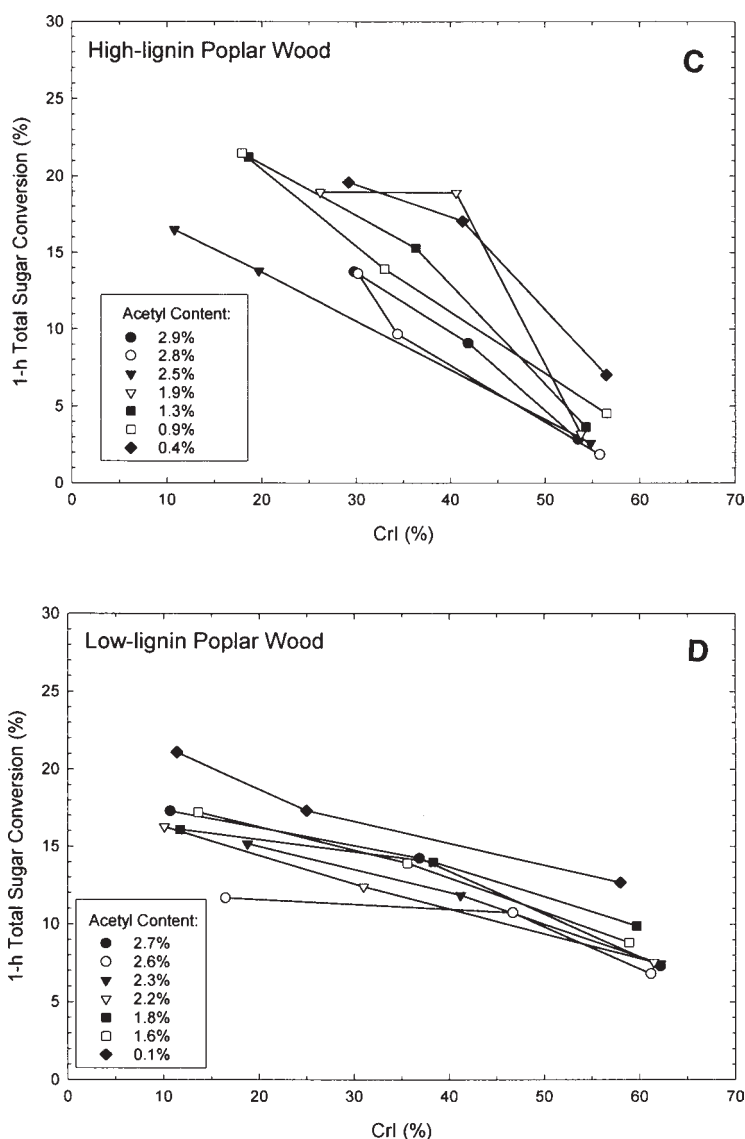 High-lignin Poplar Wood
C
1-h Total Sugar Conversion (%)
30
25
20
15
10
5
0
Acetyl Content:
2.9%
2.8%
2.5%
1.9%
1.3%
0.9%
0.4%
0 10 20 30 40 50 60 70
CrI (%)
Low-lignin Poplar Wood
D
1-h Total Sugar Conversion (%)
30
25
20
15
10
5
0
Acetyl Content:
2.7%
2.6%
2.3%
2.2%
1.8%
1.6%
0.1%
0 10 20 30 40 50 60 70
CrI (%)